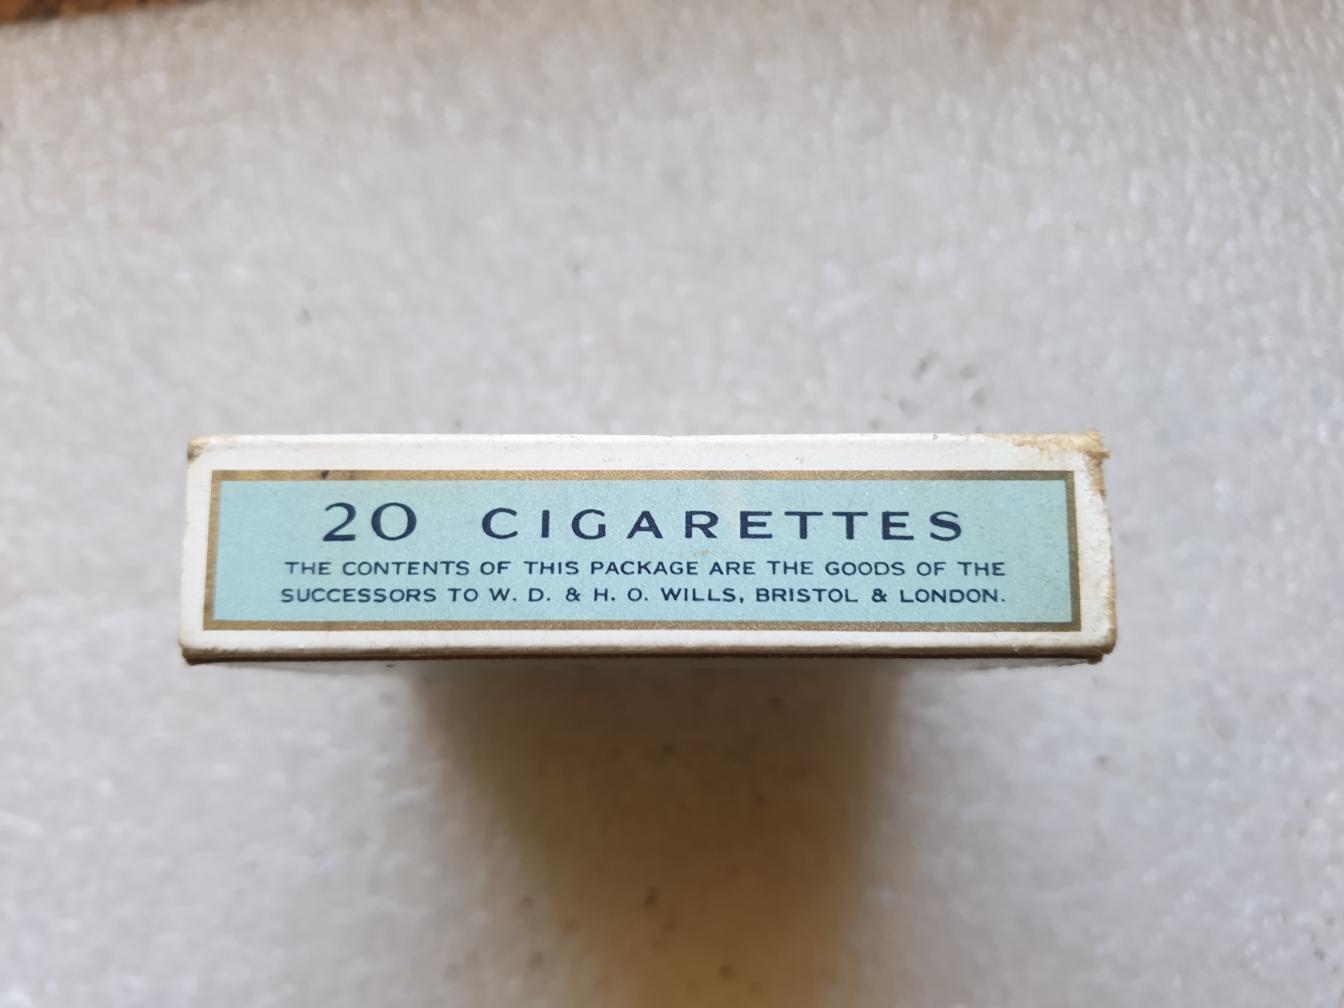 20 CIGARETTES
THE CONTENTS OF THIS PACKAGE ARE THE GOODS OF THE
SUCCESSORS TO W. D. & H. O. WILLS, BRISTOL & LONDON.